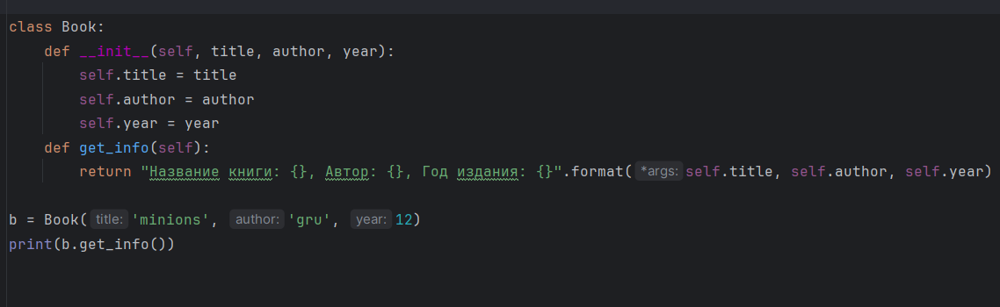 class Book:
    def __init__(self, title, author, year):
        self.title = title
        self.author = author
        self.year = year
    def get_info(self):
        return "Название книги: {}, Автор: {}, Год издания: {}".format(*args: self.title, self.author, self.year)
b = Book(title: 'minions', author: 'gru', year: 12)
print(b.get_info())